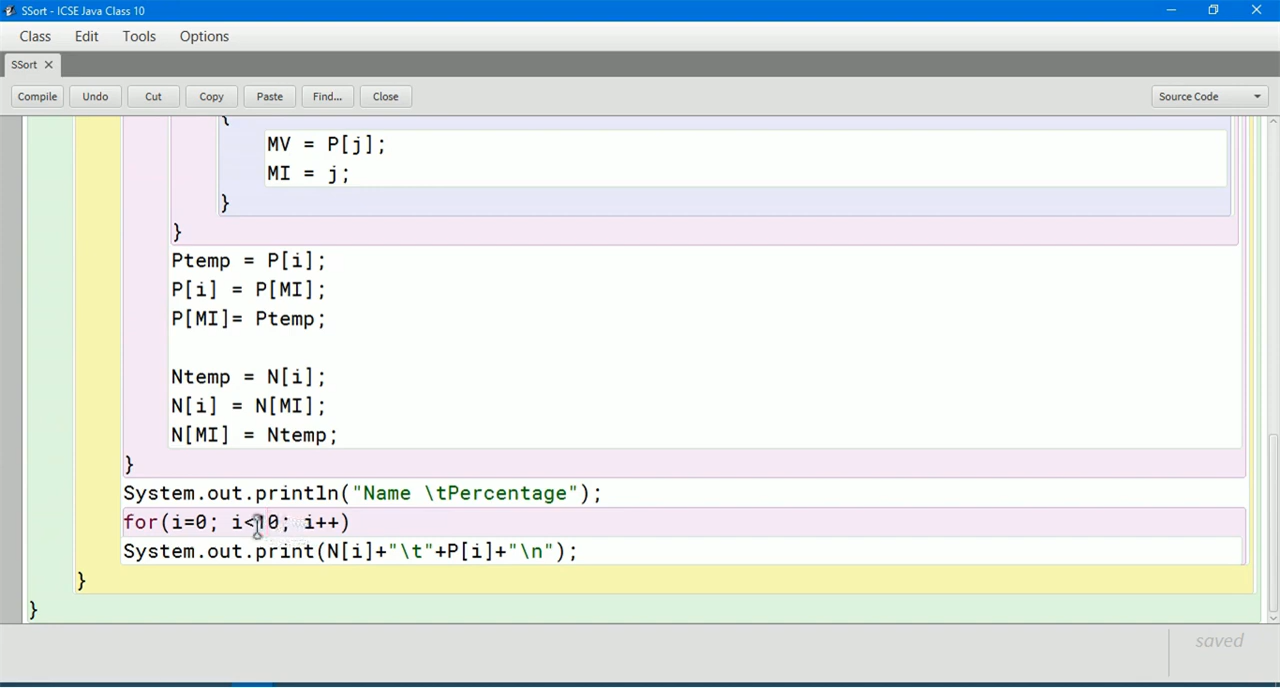 SSort - ICSE Java Class 10
Class Edit Tools Options
SSort ×
Compile Undo Cut Copy Paste Find... Close Source Code
{
MV = P[j];
MI = j;
}
}
Ptemp = P[i];
P[i] = P[MI];
P[MI]= Ptemp;
Ntemp = N[i];
N[i] = N[MI];
N[MI] = Ntemp;
}
System.out.println("Name \tPercentage");
for(i=0; i<10; i++)
System.out.print(N[i]+"\t"+P[i]+"\n");
}
}
saved